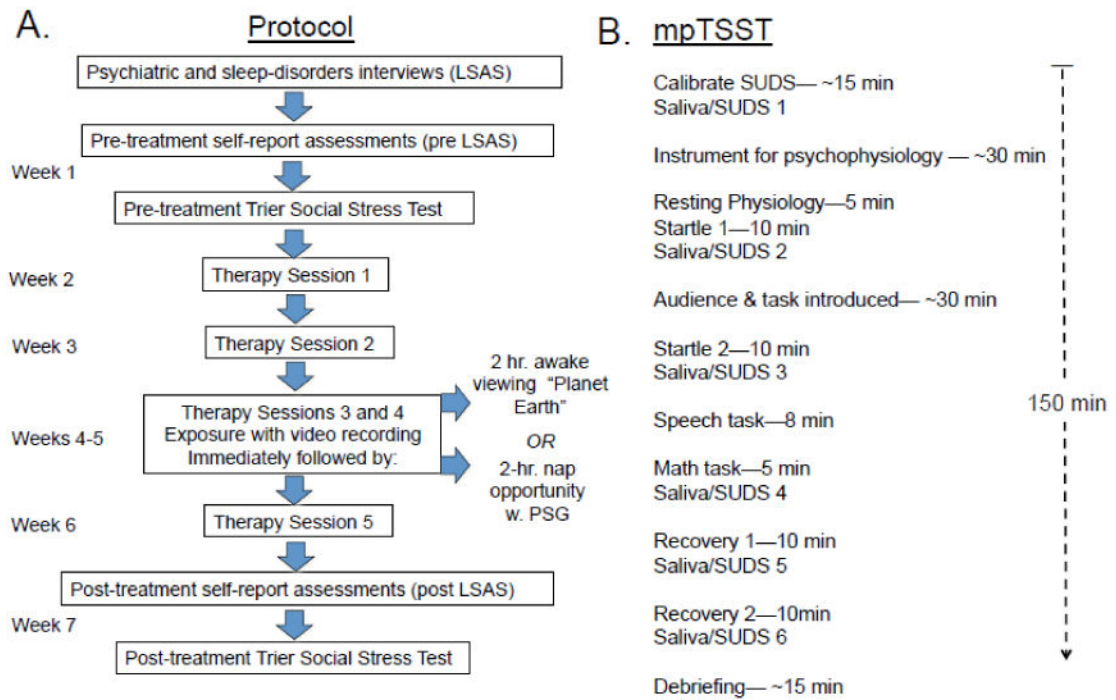 A.
Protocol
Psychiatric and sleep-disorders interviews (LSAS)
Pre-treatment self-report assessments (pre LSAS)
Week 1
Pre-treatment Trier Social Stress Test
Week 2
Therapy Session 1
Week 3
Therapy Session 2
Weeks 4-5
Therapy Sessions 3 and 4
Exposure with video recording
Immediately followed by:
2 hr. awake
viewing "Planet
Earth"
OR
2-hr. nap
opportunity
w. PSG
Week 6
Therapy Session 5
Post-treatment self-report assessments (post LSAS)
Week 7
Post-treatment Trier Social Stress Test
B. mpTSST
Calibrate SUDS— ~15 min
Saliva/SUDS 1
Instrument for psychophysiology — ~30 min
Resting Physiology—5 min
Startle 1—10 min
Saliva/SUDS 2
Audience & task introduced— ~30 min
Startle 2—10 min
Saliva/SUDS 3
Speech task—8 min
Math task—5 min
Saliva/SUDS 4
Recovery 1—10 min
Saliva/SUDS 5
Recovery 2—10min
Saliva/SUDS 6
Debriefing— ~15 min
150 min